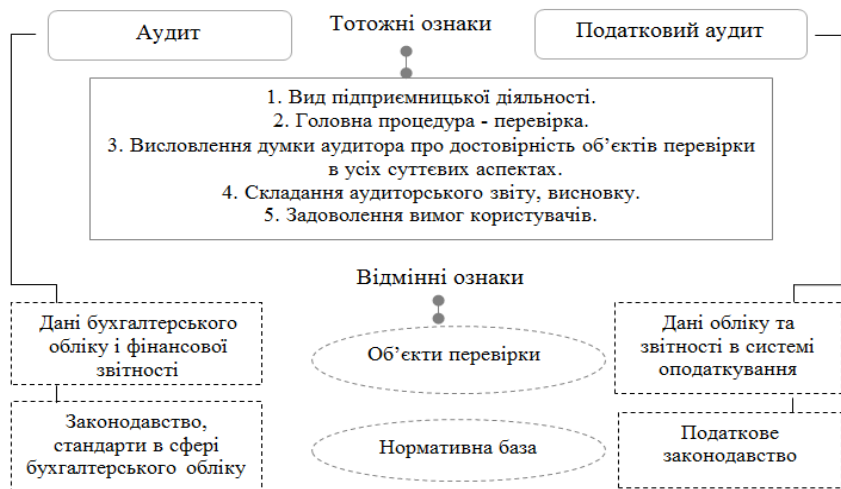 Аудит
Тотожні ознаки
Податковий аудит
1. Вид підприємницької діяльності.
2. Головна процедура - перевірка.
3. Висловлення думки аудитора про достовірність об’єктів перевірки
в усіх суттєвих аспектах.
4. Складання аудиторського звіту, висновку.
5. Задоволення вимог користувачів.
Відмінні ознаки
Дані бухгалтерського
обліку і фінансової
звітності
Об’єкти перевірки
Дані обліку та
звітності в системі
оподаткування
Законодавство,
стандарти в сфері
бухгалтерського обліку
Нормативна база
Податкове
законодавство